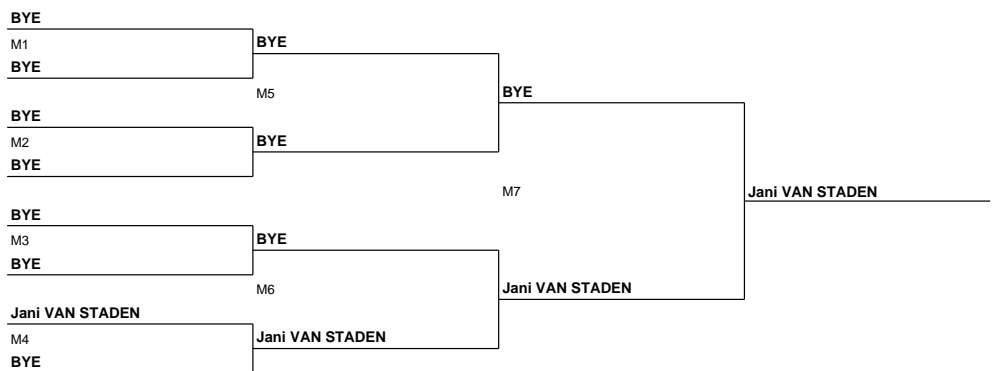 BYE
M1
BYE
BYE
M5
BYE
BYE
M2
BYE
BYE
M7
Jani VAN STADEN
BYE
M3
BYE
BYE
M6
Jani VAN STADEN
Jani VAN STADEN
M4
Jani VAN STADEN
BYE